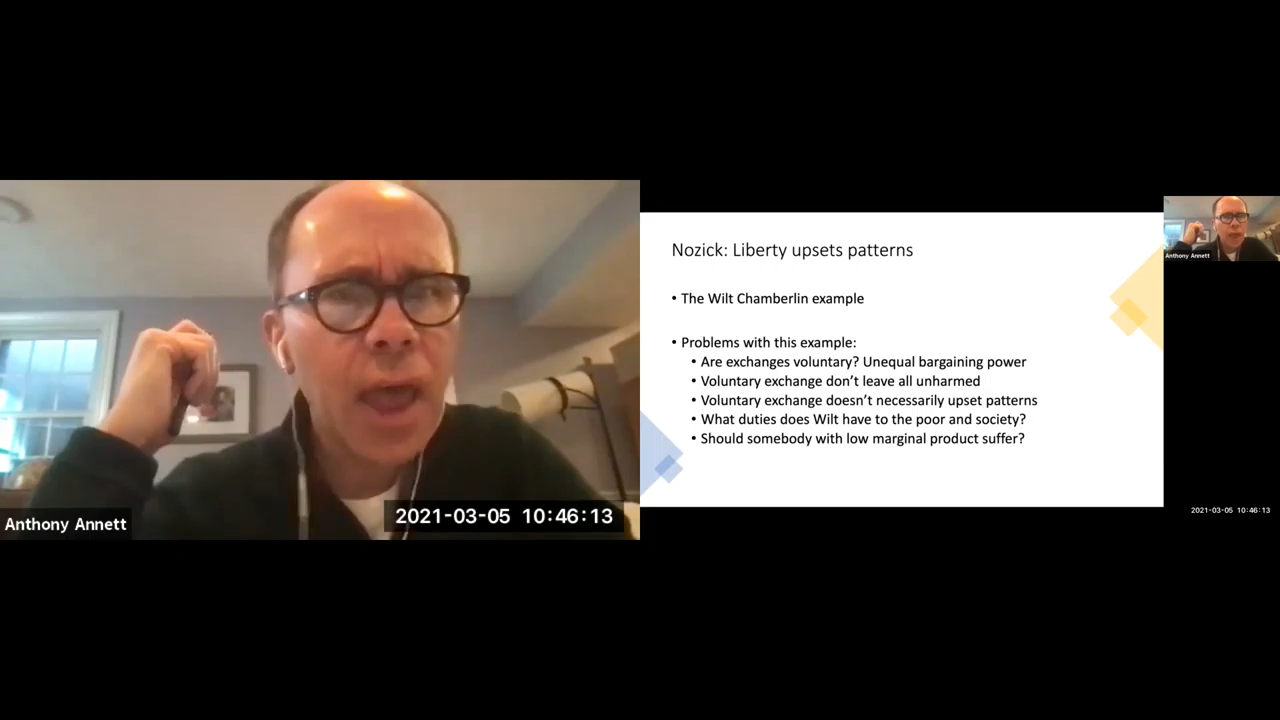 Nozick: Liberty upsets patterns
• The Wilt Chamberlin example
• Problems with this example:
• Are exchanges voluntary? Unequal bargaining power
• Voluntary exchange don’t leave all unharmed
• Voluntary exchange doesn’t necessarily upset patterns
• What duties does Wilt have to the poor and society?
• Should somebody with low marginal product suffer?
Anthony Annett
2021-03-05 10:46:13
Anthony Annett
2021-03-05 10:46:13